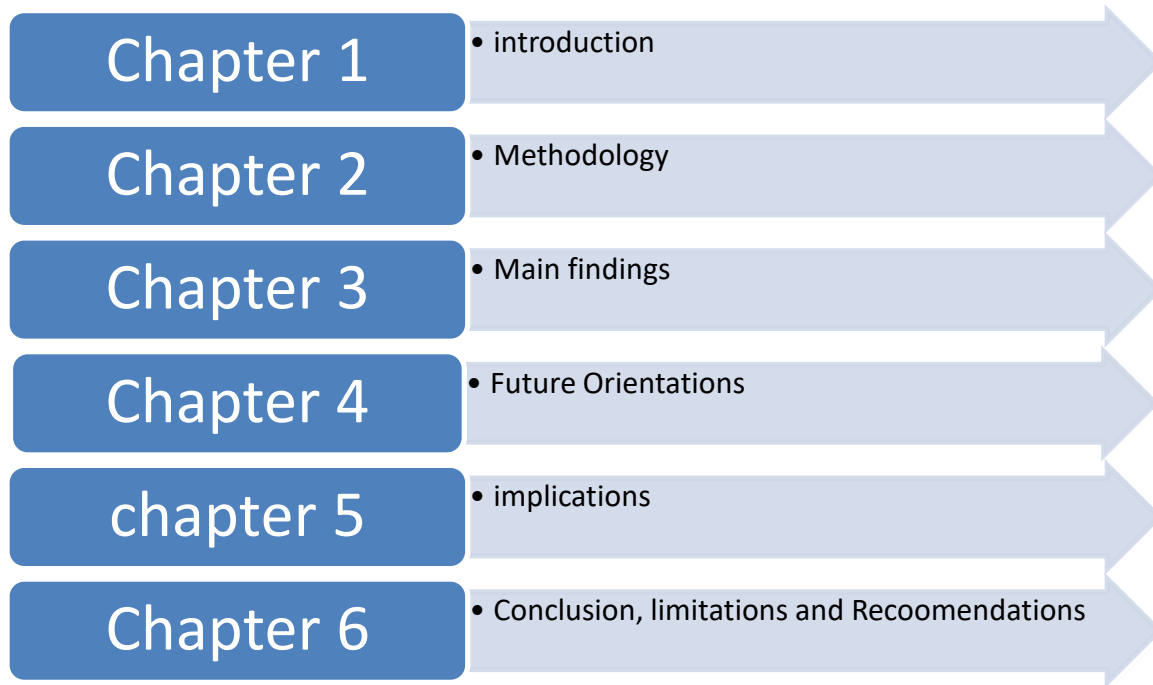 Chapter 1
• introduction
Chapter 2
• Methodology
Chapter 3
• Main findings
Chapter 4
• Future Orientations
chapter 5
• implications
Chapter 6
• Conclusion, limitations and Recoomendations